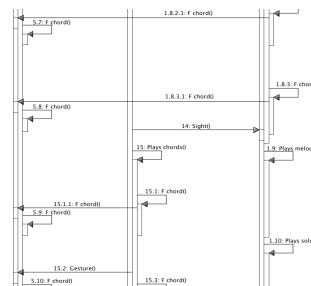 1.8.2.1: F chord()
5.7: F chord()
1.8.3: F chor
1.8.3.1: F chord()
5.8: F chord()
14: Sight()
15: Plays chords()
1.9: Plays meloc
15.1: F chord()
15.1.1: F chord()
5.9: F chord()
1.10: Plays solo
15.2: Gesture()
5.10: F chord()
15.3: F chord()